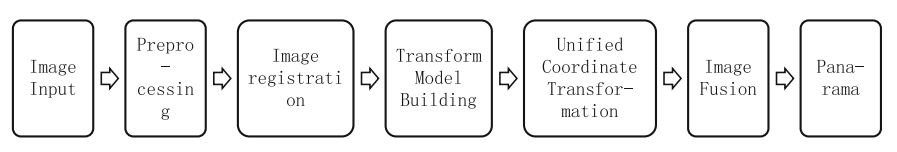 Image
Input
Prepro
-
cessin
g
Image
registrati
on
Transform
Model
Building
Unified
Coordinate
Transfor-
mation
Image
Fusion
Pana-
rama